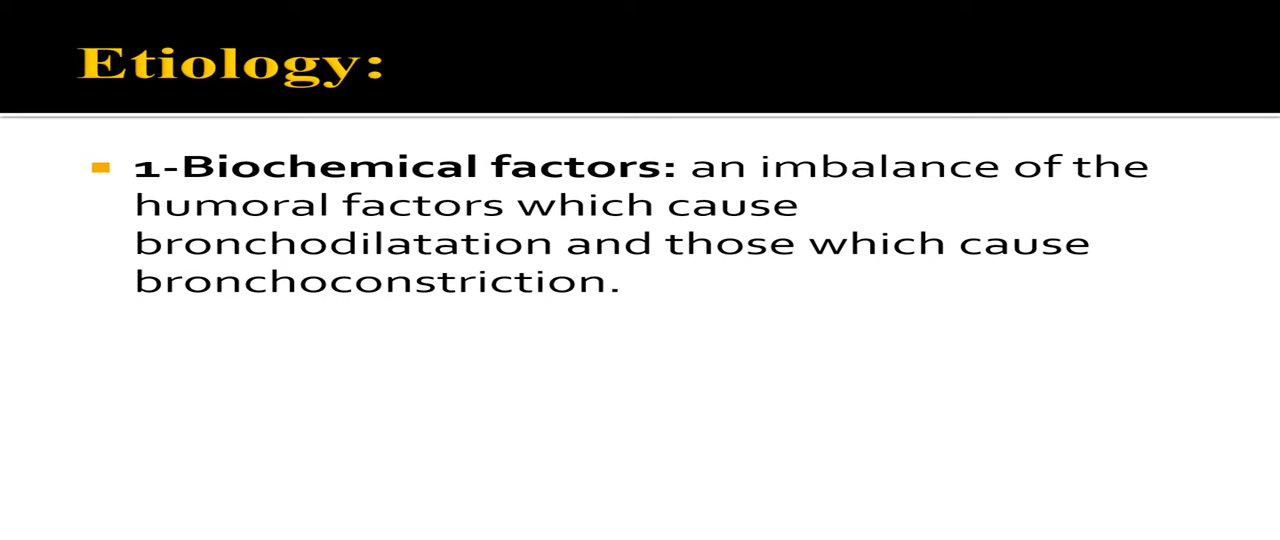 Etiology:
1-Biochemical factors: an imbalance of the
humoral factors which cause
bronchodilatation and those which cause
bronchoconstriction.